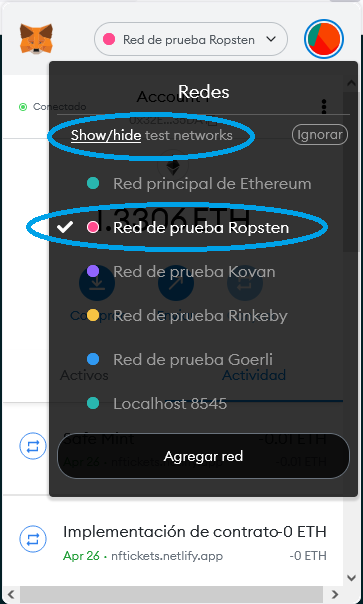 Red de prueba Ropsten
Conectado
Account 1
Redes
Show/hide test networks
Ignorar
Red principal de Ethereum
1.3306 ETH
Red de prueba Ropsten
Red de prueba Kovan
Red de prueba Rinkeby
Red de prueba Goerli
Activos
Actividad
Localhost 8545
Safe Mint
-0.01 ETH
Apr 26
-0.01 ETH
Agregar red
Implementación de contrato-0 ETH
Apr 26 · nftickets.netlify.app
-0 ETH